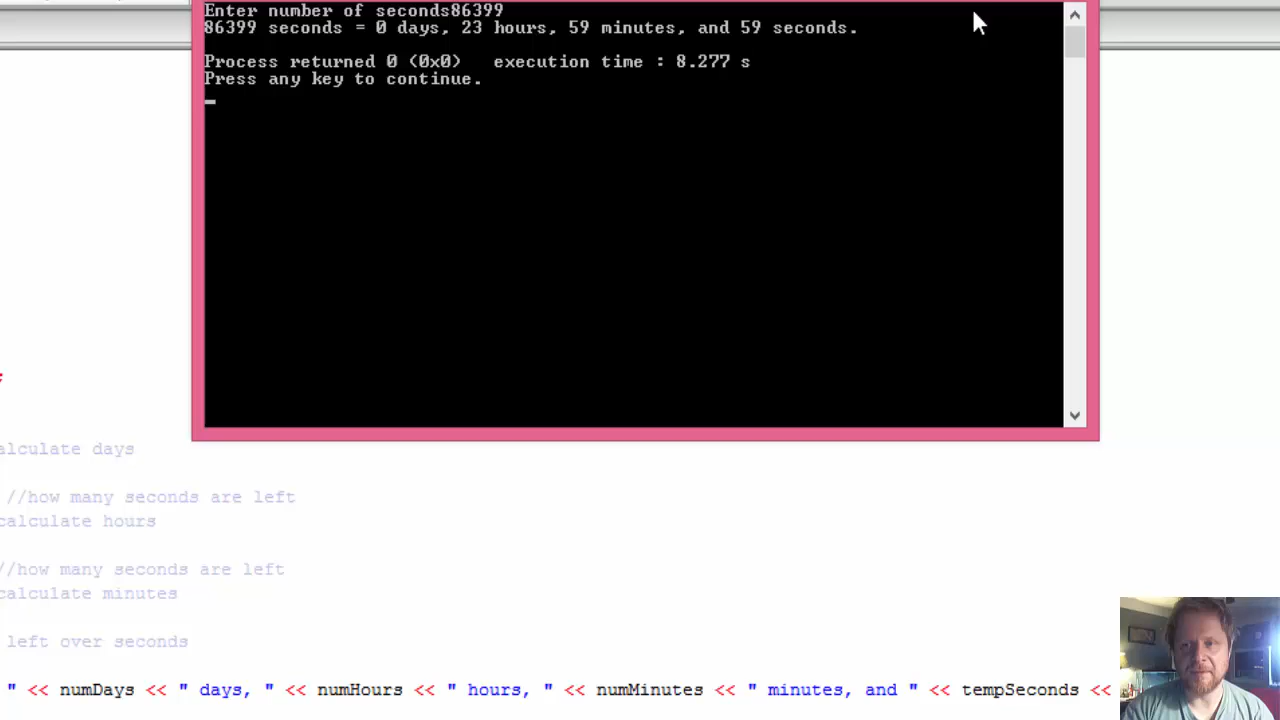 Enter number of seconds86399
86399 seconds = 0 days, 23 hours, 59 minutes, and 59 seconds.
Process returned 0 (0x0)   execution time : 8.277 s
Press any key to continue.
alculate days
//how many seconds are left
calculate hours
//how many seconds are left
calculate minutes
left over seconds
" << numDays << " days, " << numHours << " hours, " << numMinutes << " minutes, and " << tempSeconds <<